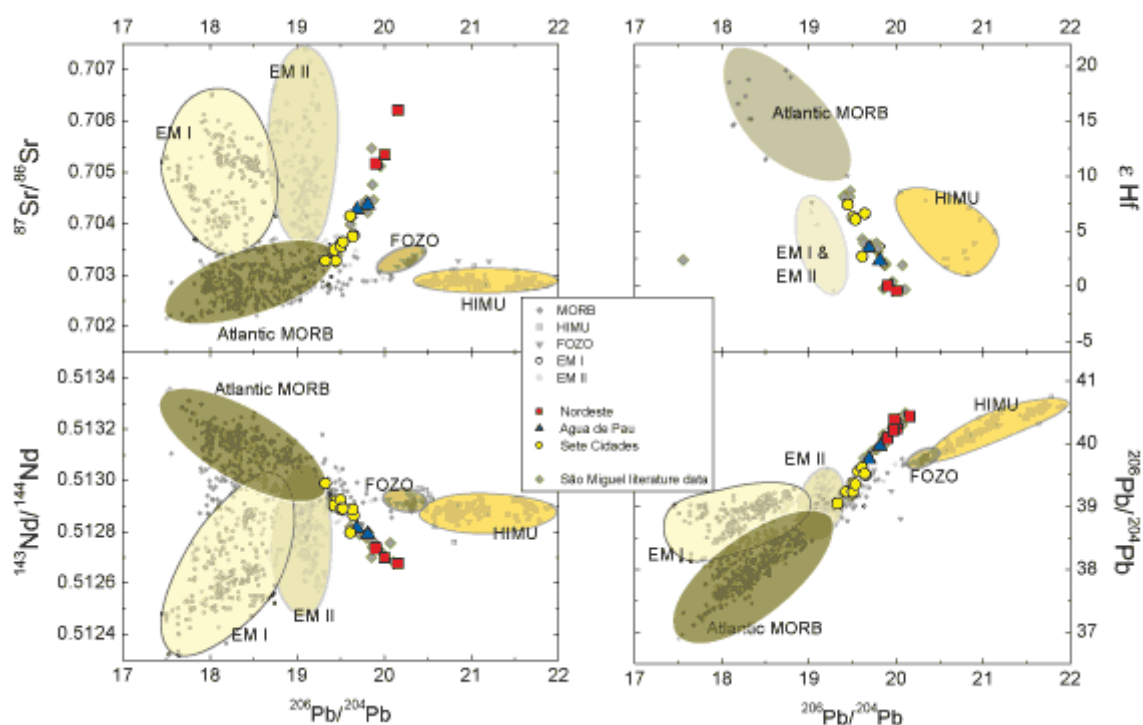 17 18 19 20 21 22
17 18 19 20 21 22
0.707
0.706
0.705
0.704
0.703
0.702
⁸⁷Sr/⁸⁶Sr
EM I
EM II
FOZO
HIMU
Atlantic MORB
20
15
10
5
0
-5
ε Hf
Atlantic MORB
HIMU
EM I &
EM II
MORB
HIMU
FOZO
EM I
EM II
Nordeste
Agua de Pau
Sete Cidades
São Miguel literature data
0.5134
0.5132
0.5130
0.5128
0.5126
0.5124
¹⁴³Nd/¹⁴⁴Nd
Atlantic MORB
FOZO
HIMU
EM I
EM II
41
40
39
38
37
²⁰⁸Pb/²⁰⁴Pb
HIMU
EM II
FOZO
EM I
Atlantic MORB
17 18 19 20 21 22
17 18 19 20 21 22
²⁰⁶Pb/²⁰⁴Pb
²⁰⁶Pb/²⁰⁴Pb